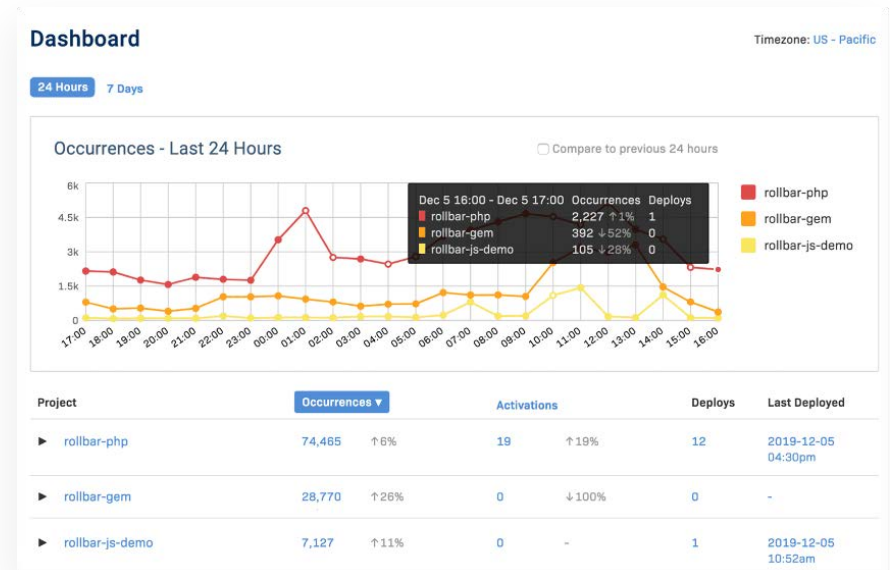 Dashboard
Timezone: US - Pacific
24 Hours 7 Days
Occurrences - Last 24 Hours
Compare to previous 24 hours
6k
4.5k
3k
1.5k
0
Dec 5 16:00 - Dec 5 17:00 Occurrences Deploys
rollbar-php 2,227 ↑1% 1
rollbar-gem 392 ↓52% 0
rollbar-js-demo 105 ↓28% 0
rollbar-php
rollbar-gem
rollbar-js-demo
17:00 18:00 19:00 20:00 21:00 22:00 23:00 00:00 01:00 02:00 03:00 04:00 05:00 06:00 07:00 08:00 09:00 10:00 11:00 12:00 13:00 14:00 15:00 16:00
Project Occurrences ▼ Activations Deploys Last Deployed
► rollbar-php 74,465 ↑6% 19 ↑19% 12 2019-12-05
04:30pm
► rollbar-gem 28,770 ↑26% 0 ↓100% 0 -
► rollbar-js-demo 7,127 ↑11% 0 - 1 2019-12-05
10:52am